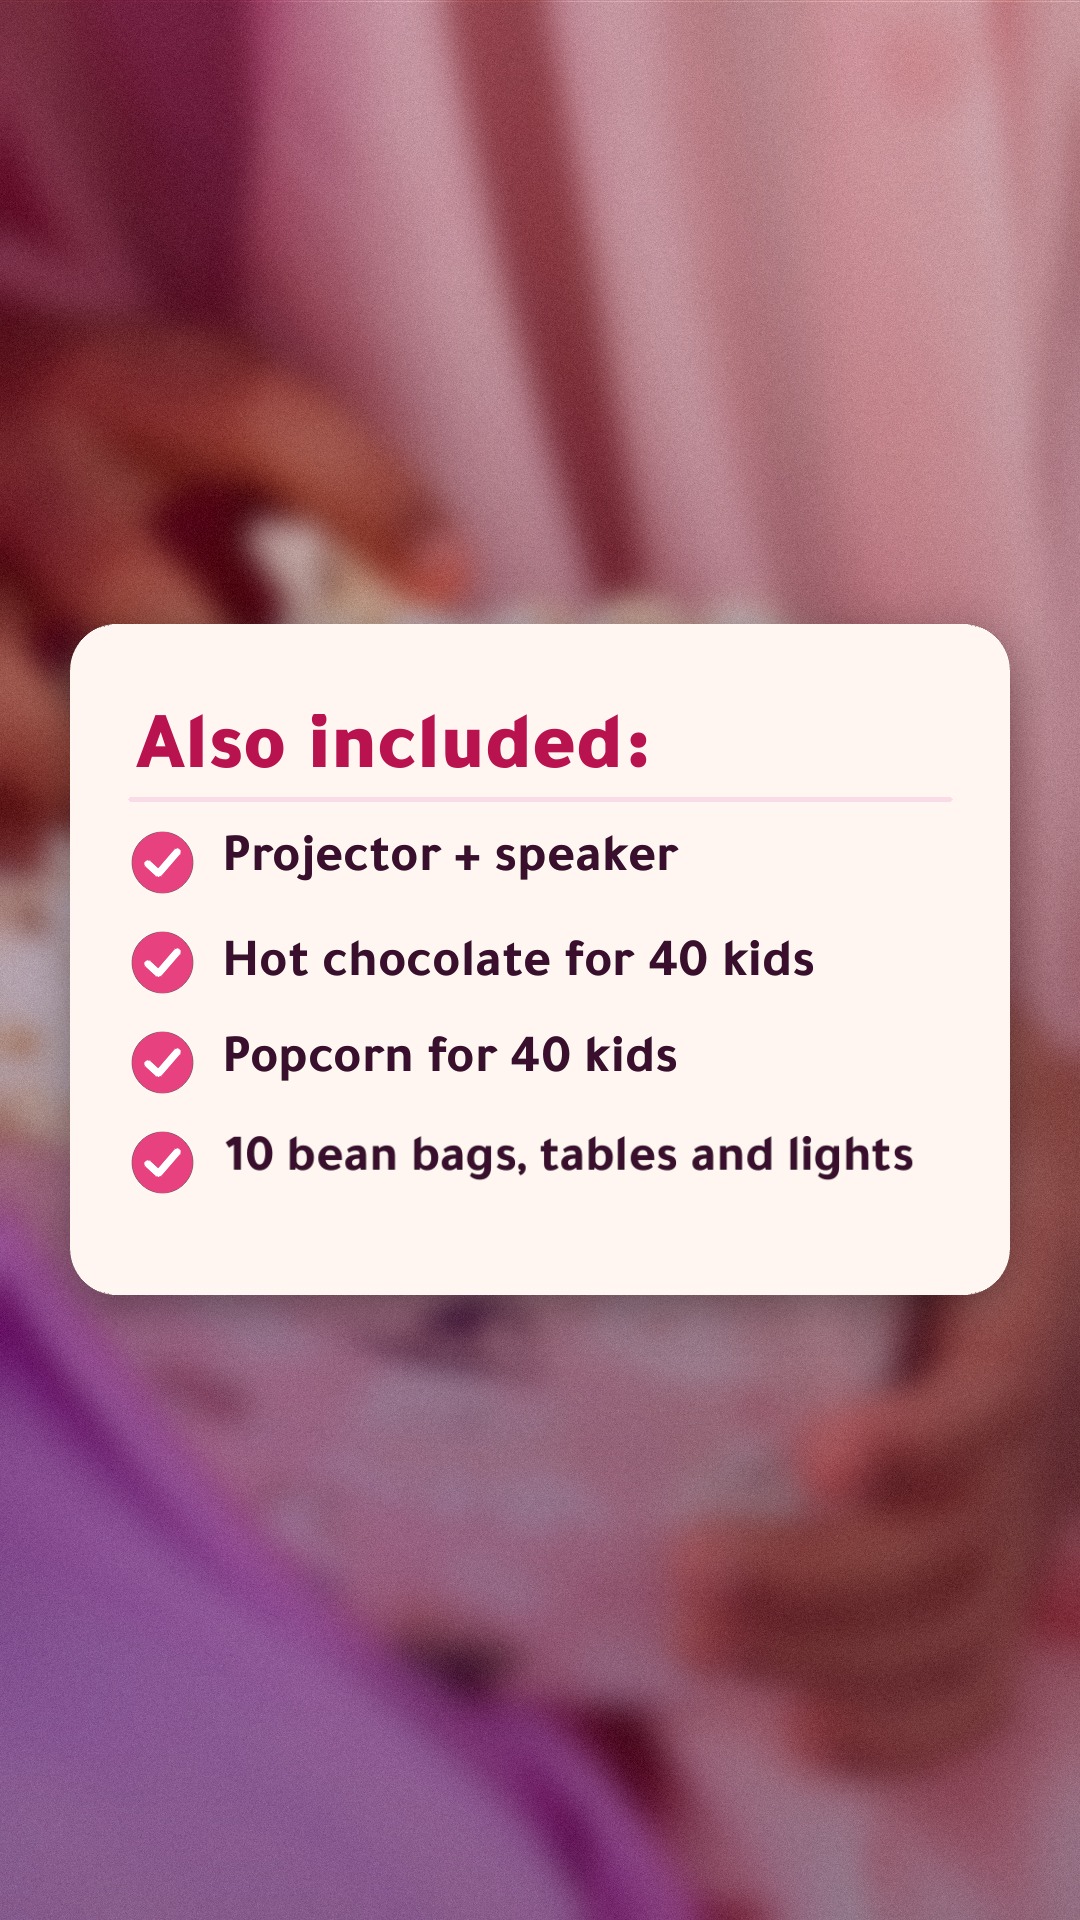 Also included:
Projector + speaker
Hot chocolate for 40 kids
Popcorn for 40 kids
10 bean bags, tables and lights